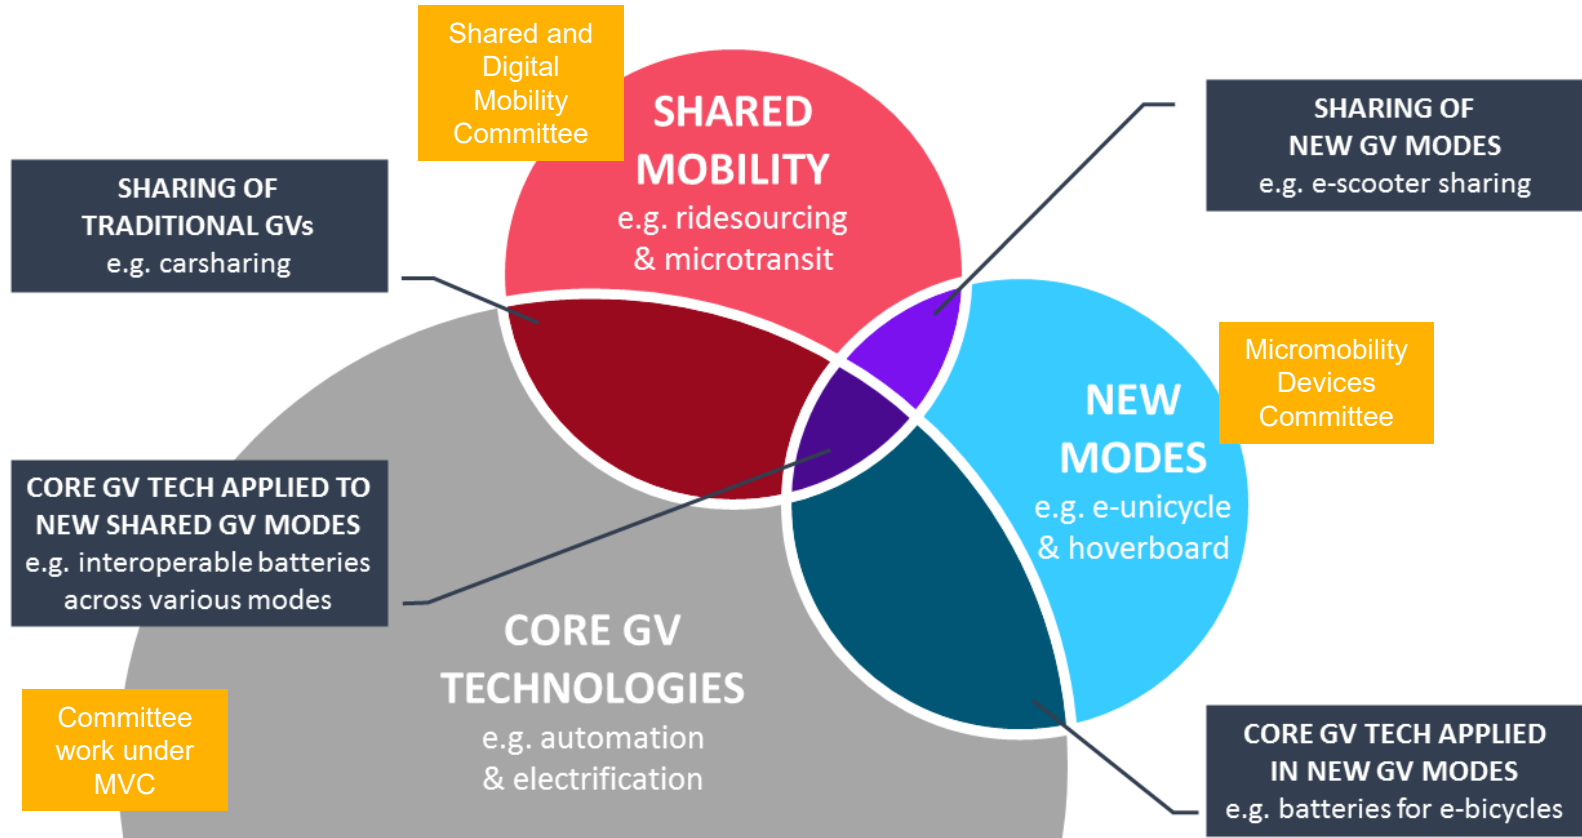 Shared and
Digital
Mobility
Committee
SHARED
MOBILITY
e.g. ridesourcing
& microtransit
SHARING OF
NEW GV MODES
e.g. e-scooter sharing
SHARING OF
TRADITIONAL GVs
e.g. carsharing
Micromobility
Devices
Committee
NEW
MODES
e.g. e-unicycle
& hoverboard
CORE GV TECH APPLIED TO
NEW SHARED GV MODES
e.g. interoperable batteries
across various modes
CORE GV
TECHNOLOGIES
e.g. automation
& electrification
Committee
work under
MVC
CORE GV TECH APPLIED
IN NEW GV MODES
e.g. batteries for e-bicycles